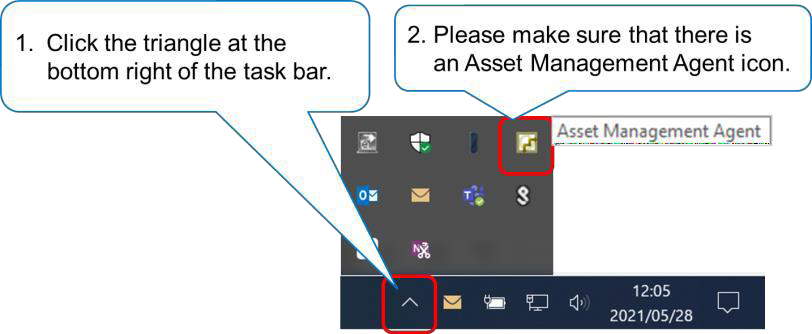 1. Click the triangle at the
bottom right of the task bar.
2. Please make sure that there is
an Asset Management Agent icon.
Asset Management Agent
12:05
2021/05/28